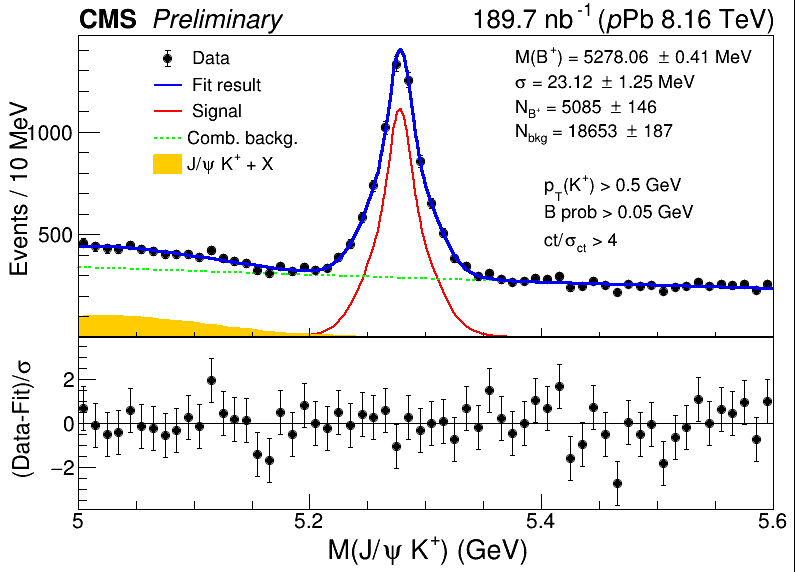 CMS Preliminary 189.7 nb⁻¹ (pPb 8.16 TeV)
Data
Fit result
Signal
Comb. backg.
J/ψ K⁺ + X
M(B⁺) = 5278.06 ± 0.41 MeV
σ = 23.12 ± 1.25 MeV
N_B⁺ = 5085 ± 146
N_bkg = 18653 ± 187
p_T(K⁺) > 0.5 GeV
B prob > 0.05 GeV
ct/σ_ct > 4
Events / 10 MeV
1000
500
(Data-Fit)/σ
2
0
−2
5 5.2 5.4 5.6
M(J/ψ K⁺) (GeV)